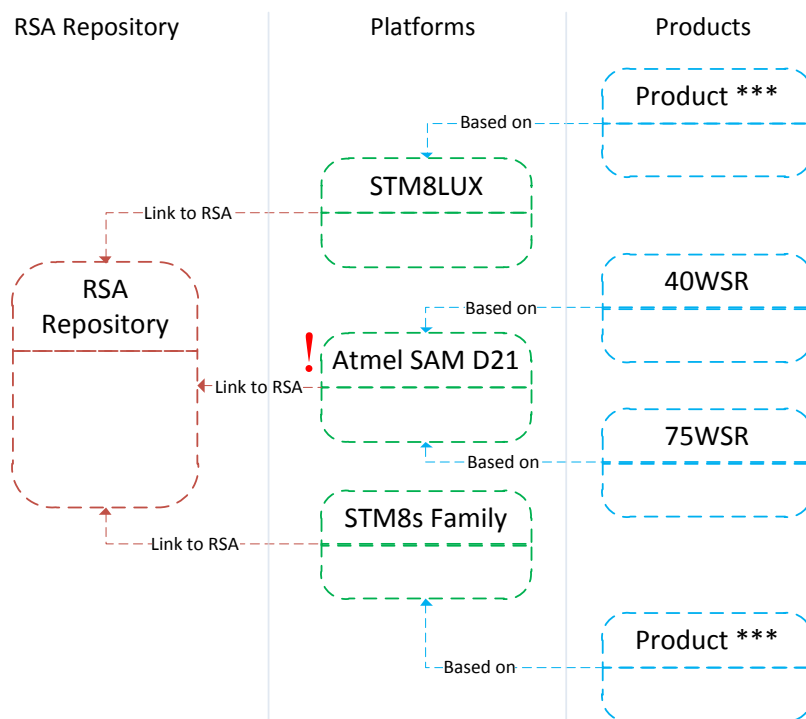 RSA Repository
Platforms
Products
Product ***
Based on
STM8LUX
Link to RSA
40WSR
RSA
Repository
Based on
!
Atmel SAM D21
Link to RSA
75WSR
Based on
STM8s Family
Link to RSA
Product ***
Based on